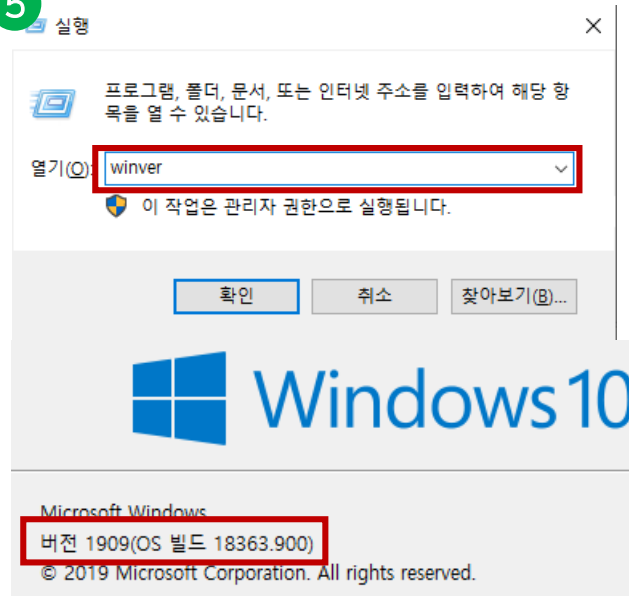 5
실행
프로그램, 폴더, 문서, 또는 인터넷 주소를 입력하여 해당 항
목을 열 수 있습니다.
열기(O): winver
이 작업은 관리자 권한으로 실행됩니다.
확인 취소 찾아보기(B)...
Windows 10
Microsoft Windows
버전 1909(OS 빌드 18363.900)
© 2019 Microsoft Corporation. All rights reserved.